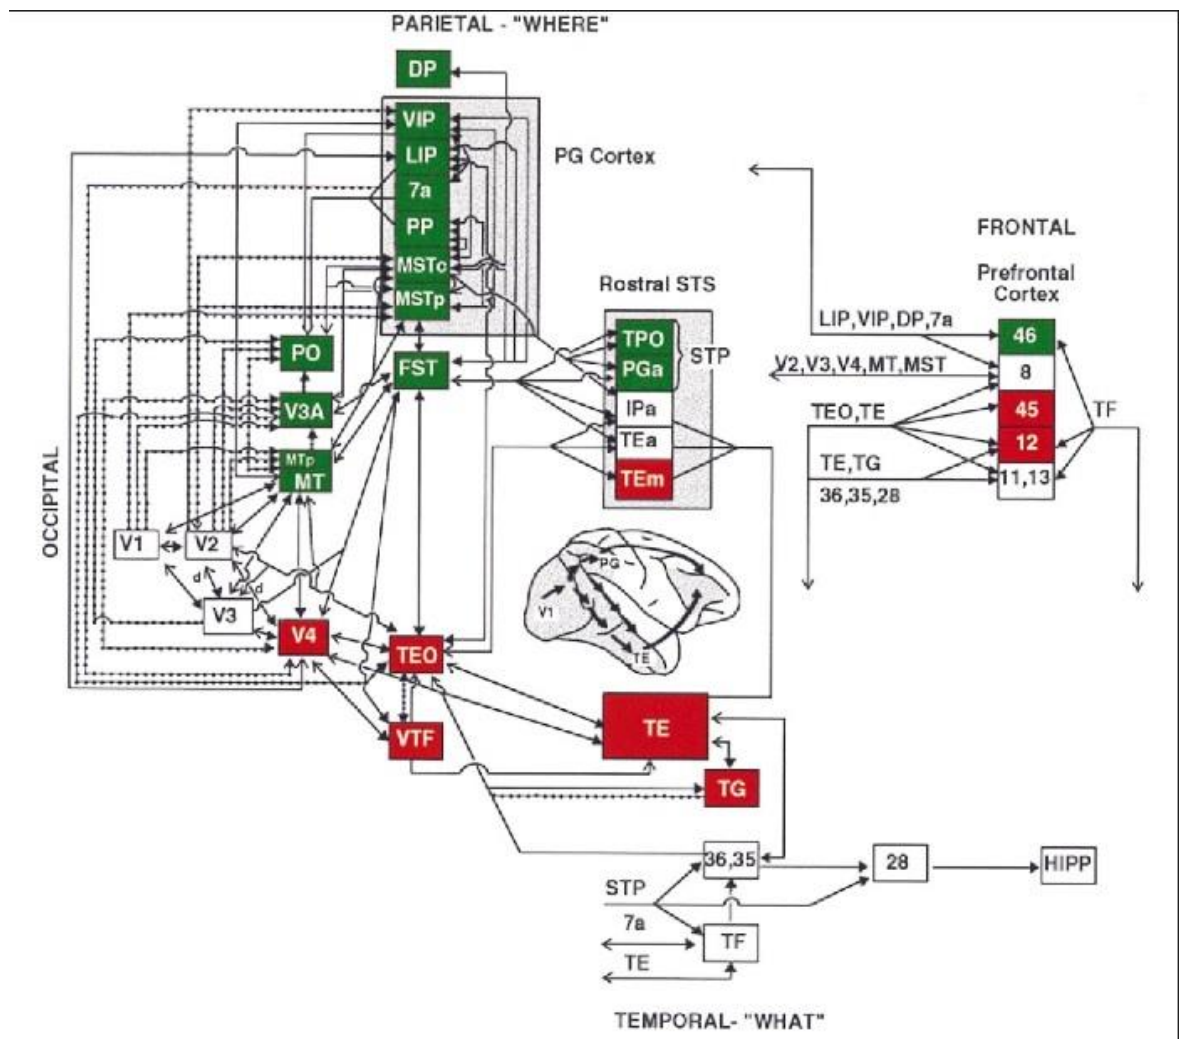 PARIETAL - "WHERE"
DP
VIP
LIP
7a
PP
MSTc
MSTp
PG Cortex
FRONTAL
Prefrontal
Cortex
Rostral STS
LIP,VIP,DP,7a
46
TPO
PGa
STP
PO
FST
V2,V3,V4,MT,MST
8
V3A
IPa
TEO,TE
45
TF
TEa
12
MTp
MT
TEm
TE,TG
11,13
36,35,28
OCCIPITAL
V1
V2
PG
d
d
V3
V1
V4
TEO
TE
TE
VTF
TG
36,35
28
HIPP
STP
7a
TF
TE
TEMPORAL- "WHAT"